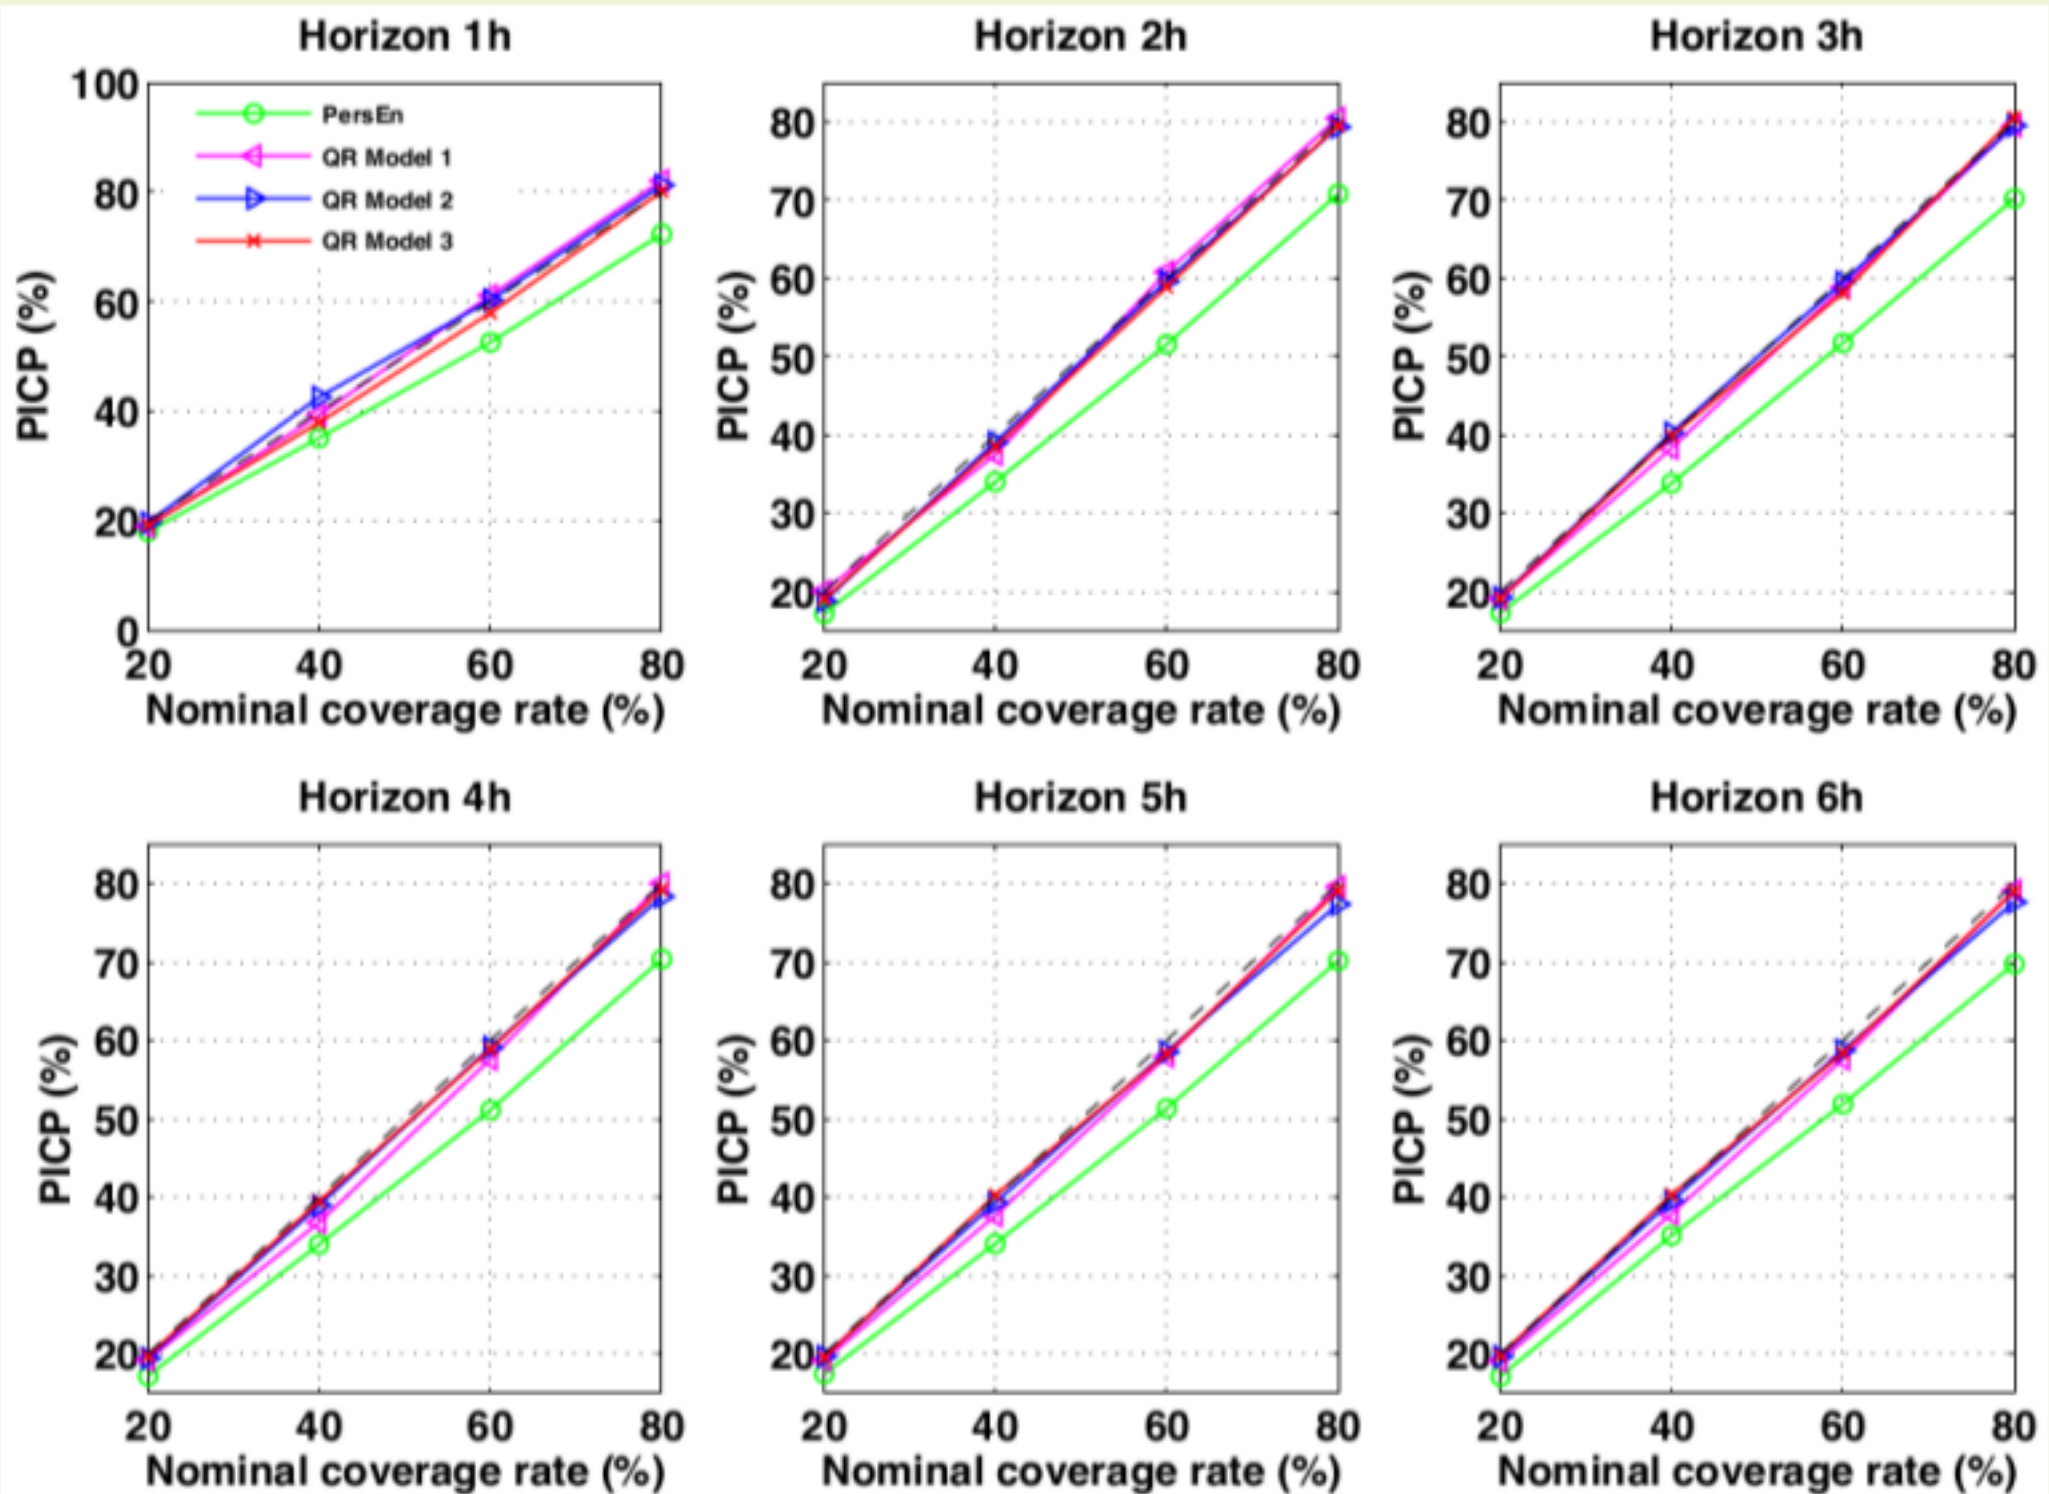 Horizon 1h
Horizon 2h
Horizon 3h
100
80
60
40
20
0
PersEn
QR Model 1
QR Model 2
QR Model 3
PICP (%)
20 40 60 80
Nominal coverage rate (%)
80
70
60
50
40
30
20
PICP (%)
20 40 60 80
Nominal coverage rate (%)
80
70
60
50
40
30
20
PICP (%)
20 40 60 80
Nominal coverage rate (%)
Horizon 4h
Horizon 5h
Horizon 6h
80
70
60
50
40
30
20
PICP (%)
20 40 60 80
Nominal coverage rate (%)
80
70
60
50
40
30
20
PICP (%)
20 40 60 80
Nominal coverage rate (%)
80
70
60
50
40
30
20
PICP (%)
20 40 60 80
Nominal coverage rate (%)